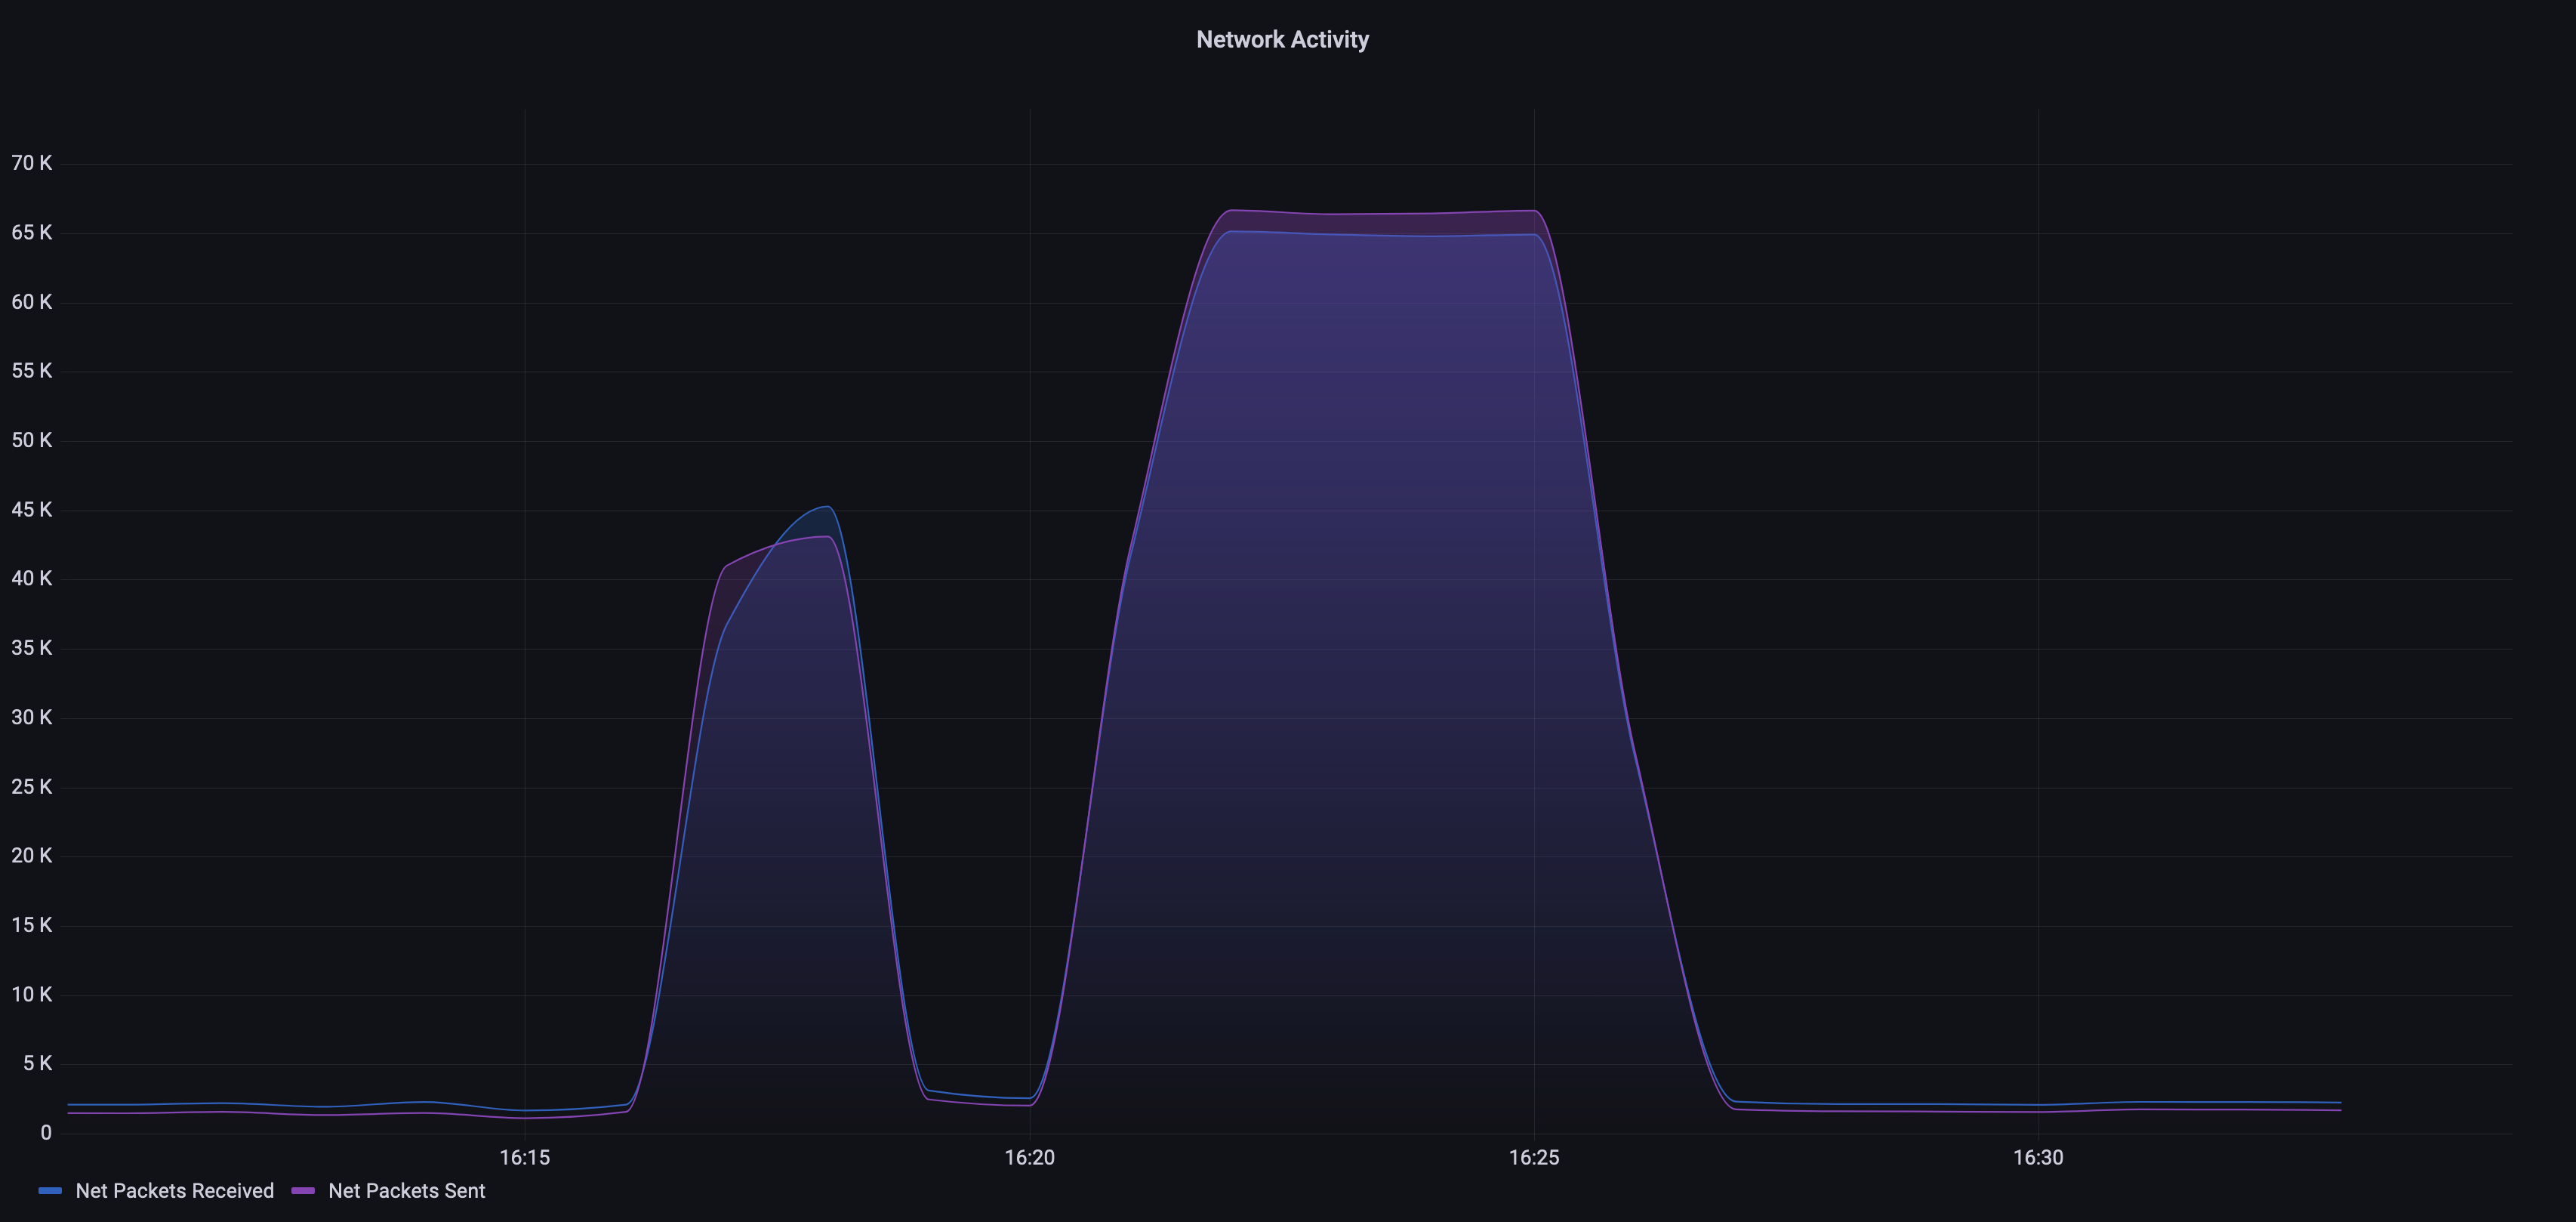 Network Activity
70 K
65 K
60 K
55 K
50 K
45 K
40 K
35 K
30 K
25 K
20 K
15 K
10 K
5 K
0
16:15 16:20 16:25 16:30
Net Packets Received Net Packets Sent